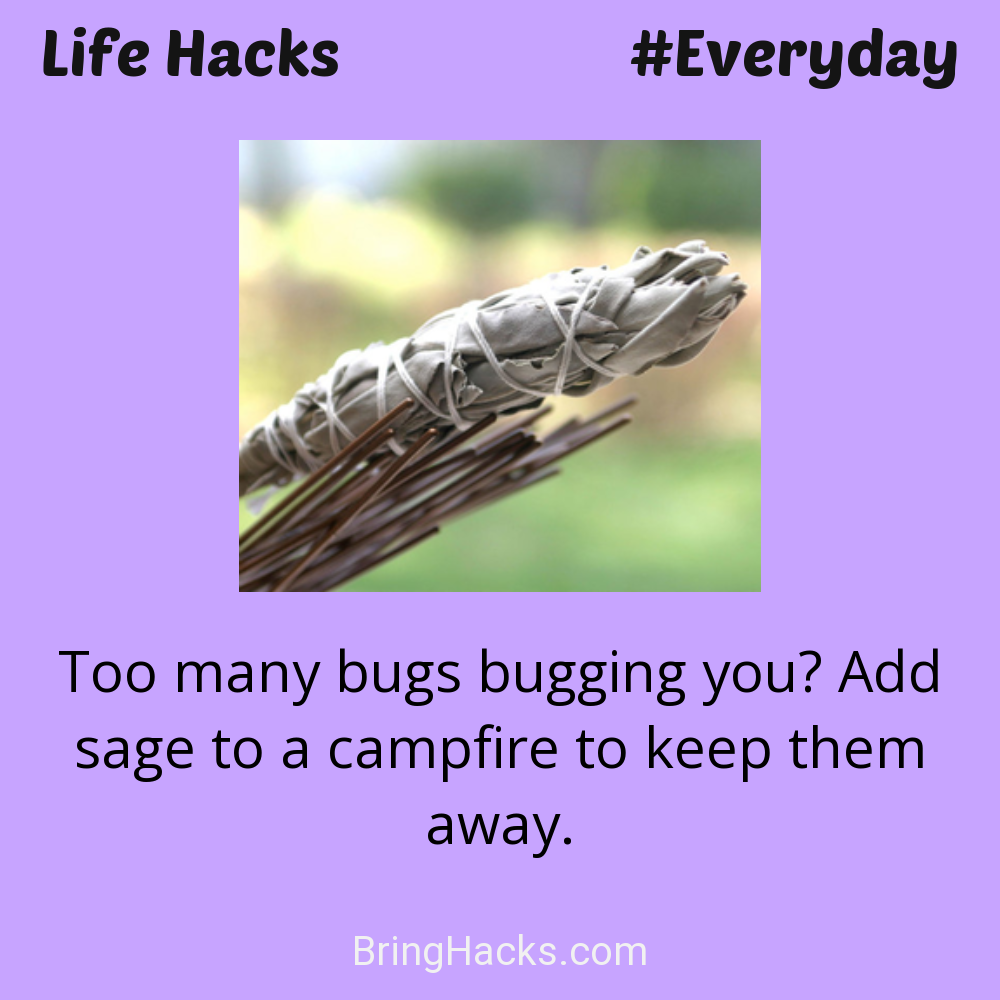 Life Hacks
#Everyday
Too many bugs bugging you? Add
sage to a campfire to keep them
away.
BringHacks.com